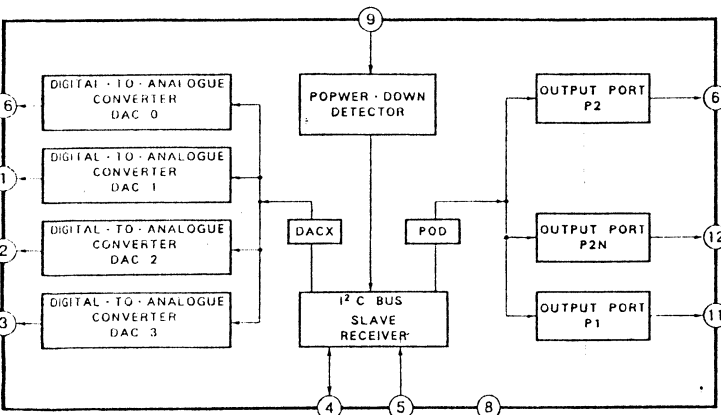 9
DIGITAL · TO · ANALOGUE
CONVERTER
DAC 0
6
POPWER · DOWN
DETECTOR
OUTPUT PORT
P2
6
DIGITAL · TO · ANALOGUE
CONVERTER
DAC 1
1
DACX
POD
DIGITAL · TO · ANALOGUE
CONVERTER
DAC 2
2
OUTPUT PORT
P2N
12
DIGITAL · TO · ANALOGUE
CONVERTER
DAC 3
3
I² C BUS
SLAVE
RECEIVER
OUTPUT PORT
P1
11
4
5
8